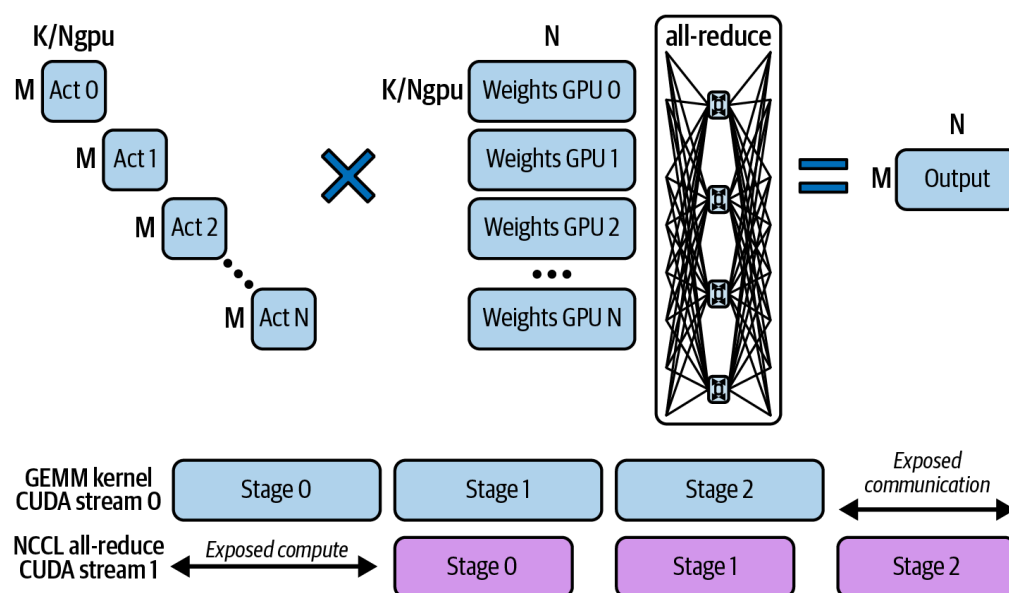 K/Ngpu
M Act 0
M Act 1
M Act 2
M Act N
N
K/Ngpu Weights GPU 0
Weights GPU 1
Weights GPU 2
Weights GPU N
all-reduce
N
M Output
GEMM kernel
CUDA stream 0
Stage 0
Stage 1
Stage 2
Exposed
communication
NCCL all-reduce
CUDA stream 1
Exposed compute
Stage 0
Stage 1
Stage 2